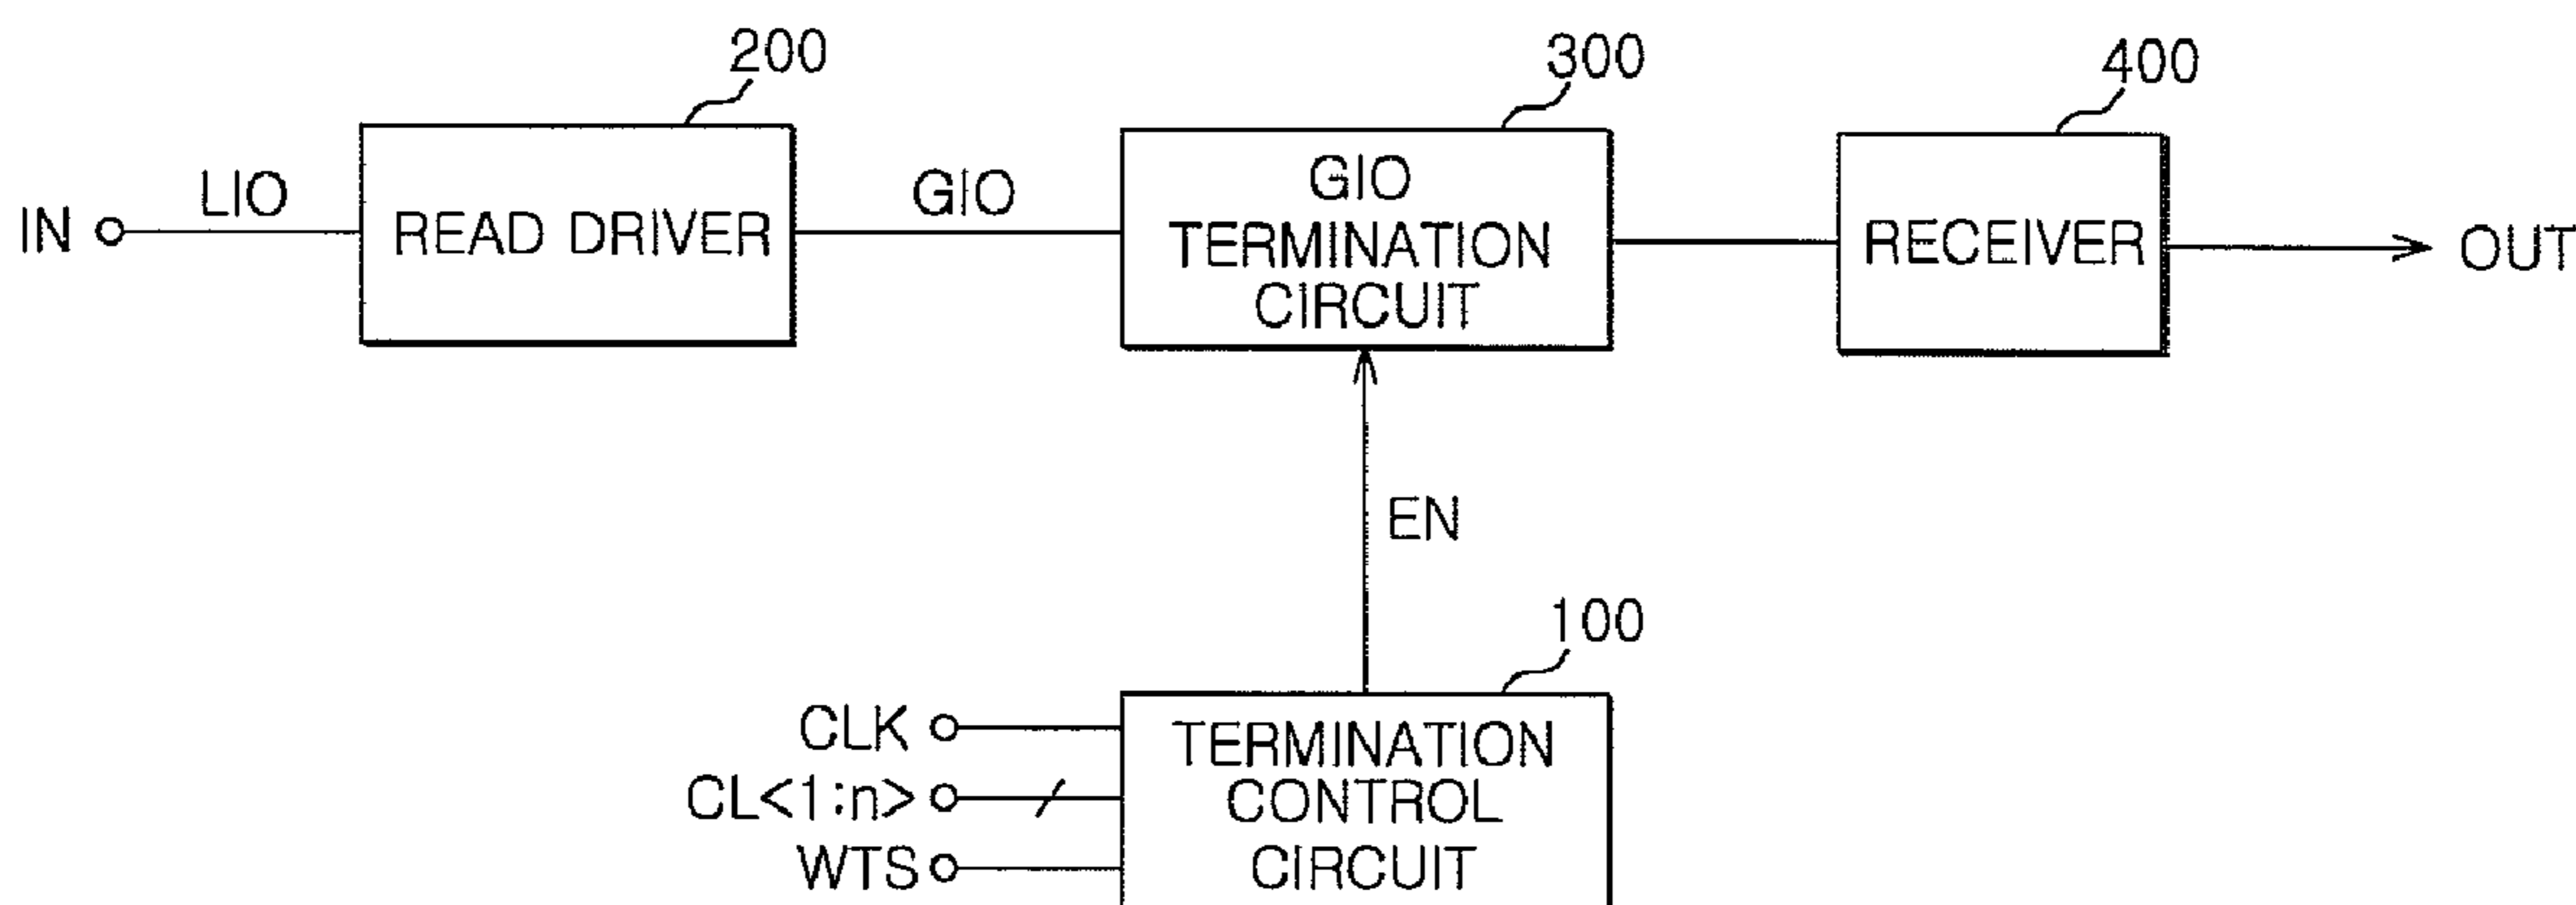 200
300
400
IN
LIO
READ DRIVER
GIO
GIO
TERMINATION
CIRCUIT
RECEIVER
OUT
EN
100
CLK
CL<1:n>
WTS
TERMINATION
CONTROL
CIRCUIT